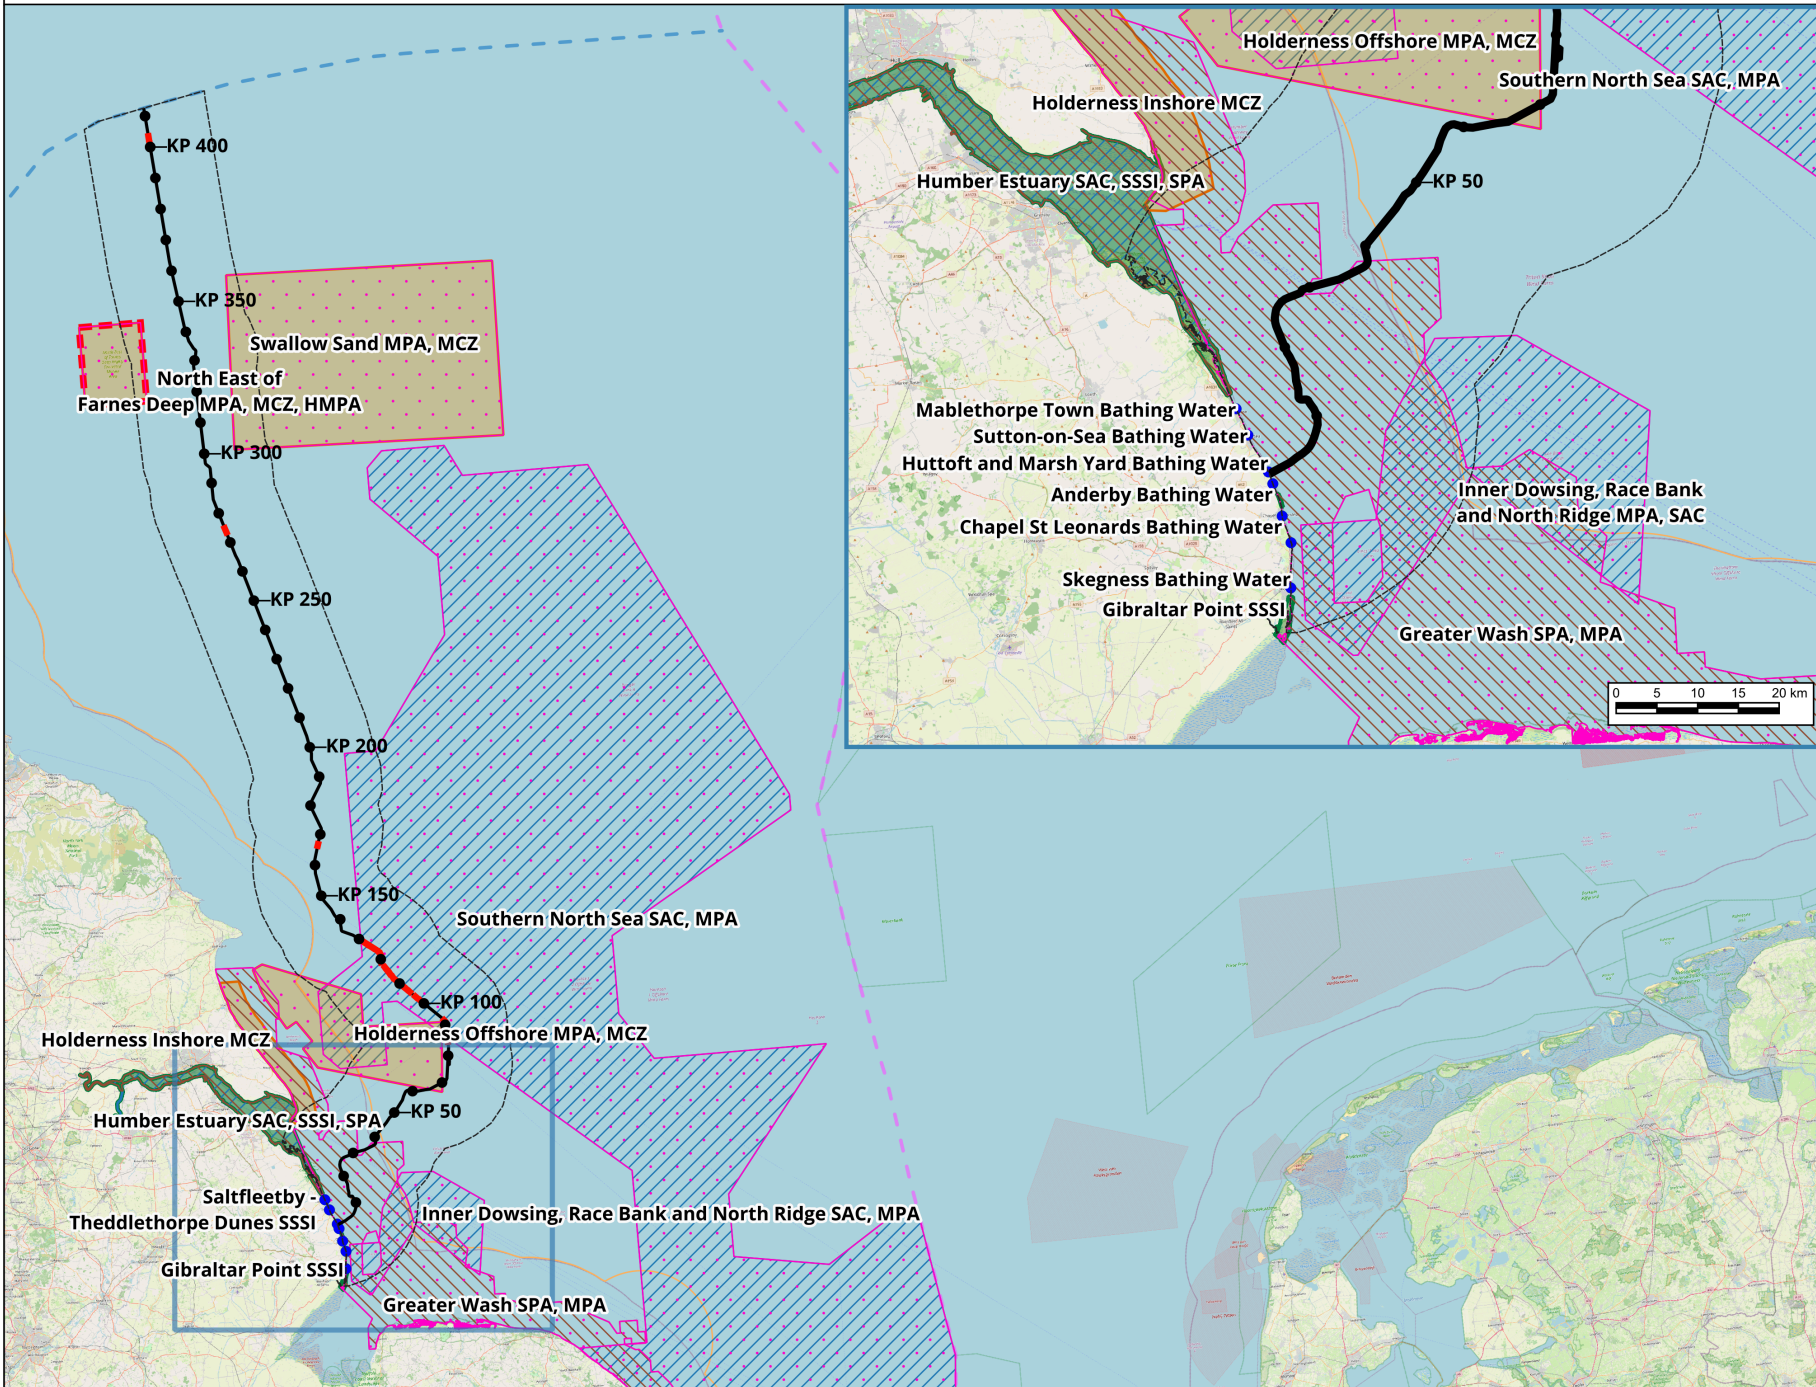 KP 400
KP 350
Swallow Sand MPA, MCZ
North East of
Farnes Deep MPA, MCZ, HMPA
KP 300
KP 250
KP 200
KP 150
Southern North Sea SAC, MPA
KP 100
Holderness Offshore MPA, MCZ
Holderness Inshore MCZ
KP 50
Humber Estuary SAC, SSSI, SPA
Saltfleetby -
Theddlethorpe Dunes SSSI
Inner Dowsing, Race Bank and North Ridge SAC, MPA
Gibraltar Point SSSI
Greater Wash SPA, MPA
Holderness Offshore MPA, MCZ
Southern North Sea SAC, MPA
Holderness Inshore MCZ
Humber Estuary SAC, SSSI, SPA
KP 50
Mablethorpe Town Bathing Water
Sutton-on-Sea Bathing Water
Huttoft and Marsh Yard Bathing Water
Anderby Bathing Water
Inner Dowsing, Race Bank
and North Ridge MPA, SAC
Chapel St Leonards Bathing Water
Skegness Bathing Water
Gibraltar Point SSSI
Greater Wash SPA, MPA
0 5 10 15 20 km